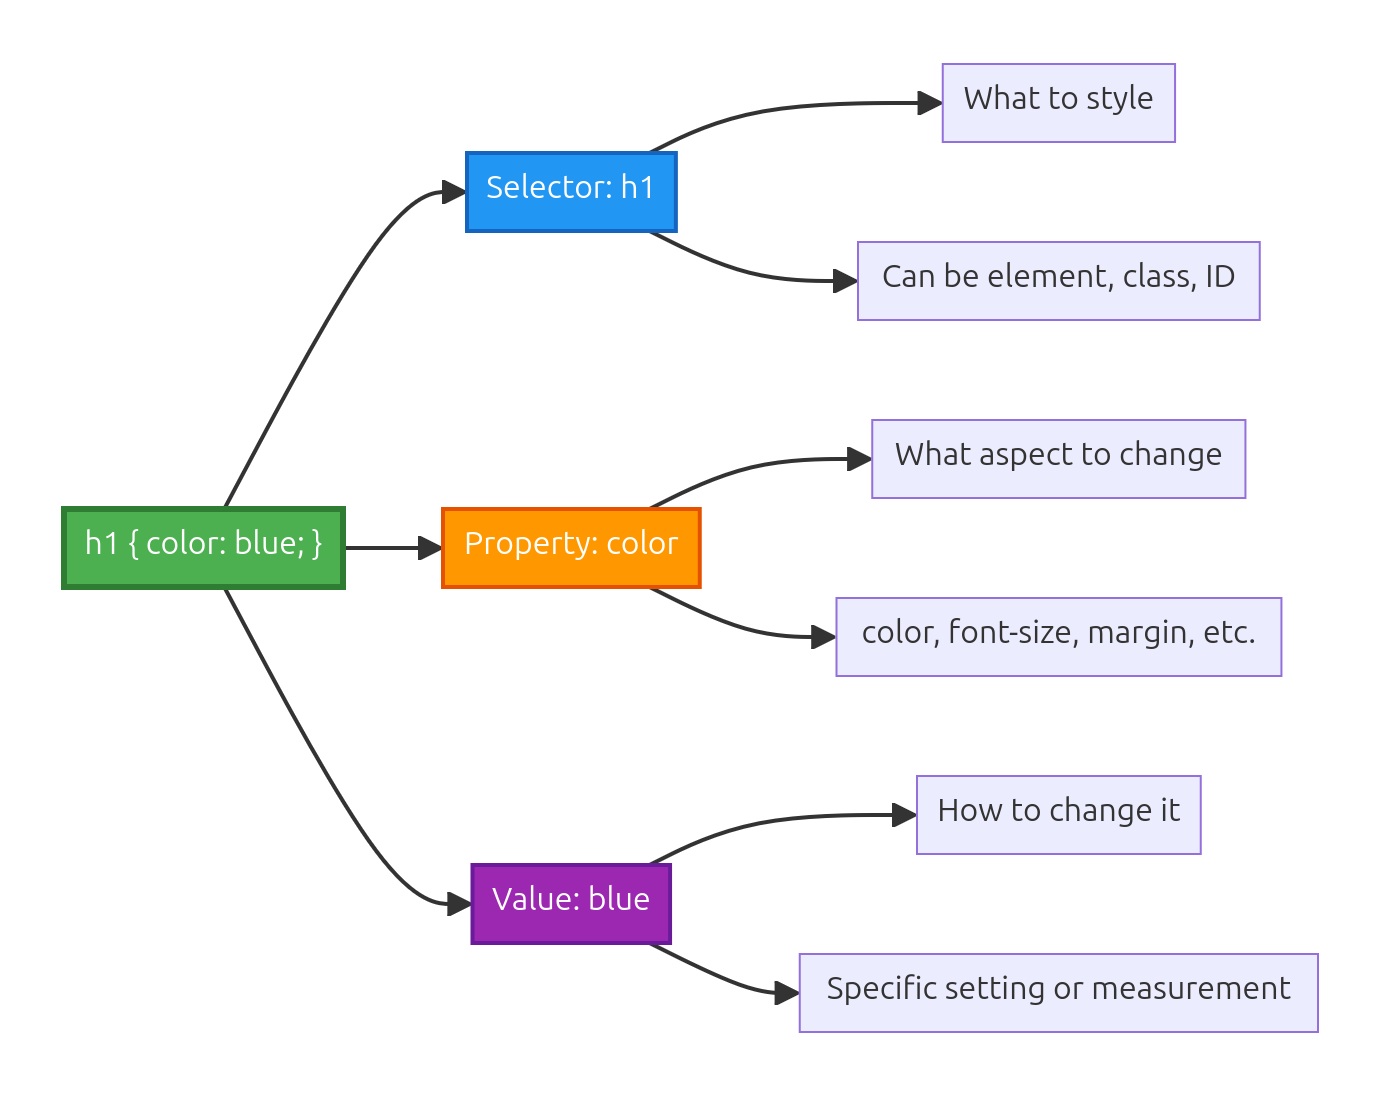 h1 { color: blue; }
Selector: h1
What to style
Can be element, class, ID
Property: color
What aspect to change
color, font-size, margin, etc.
Value: blue
How to change it
Specific setting or measurement